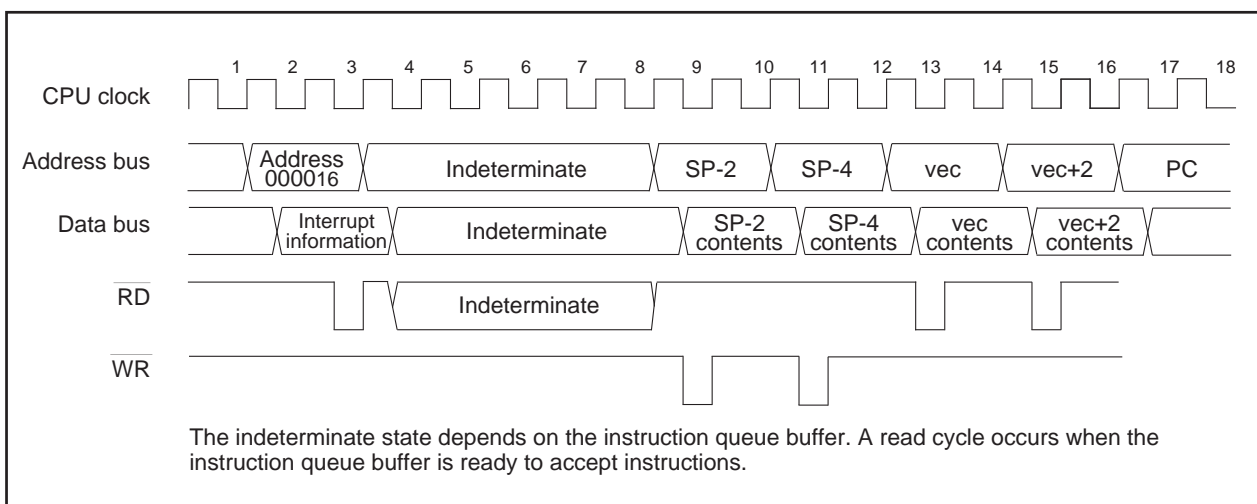 1 2 3 4 5 6 7 8 9 10 11 12 13 14 15 16 17 18
CPU clock
Address bus
Address
000016
Indeterminate
SP-2
SP-4
vec
vec+2
PC
Data bus
Interrupt
information
Indeterminate
SP-2
contents
SP-4
contents
vec
contents
vec+2
contents
RD
Indeterminate
WR
The indeterminate state depends on the instruction queue buffer. A read cycle occurs when the
instruction queue buffer is ready to accept instructions.